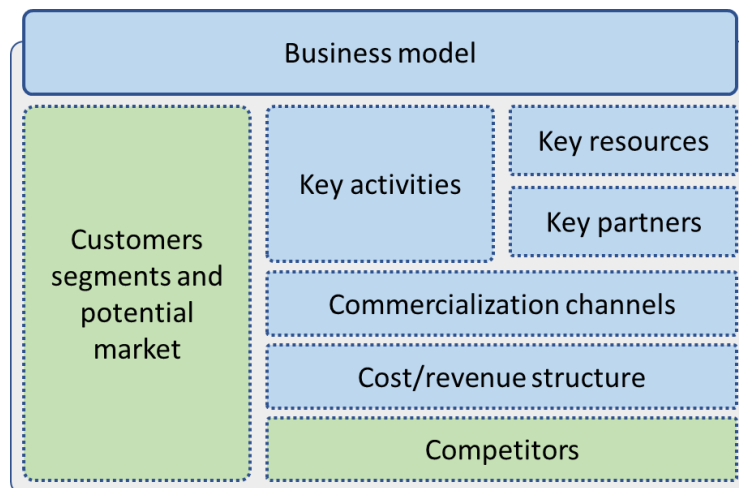 Business model
Customers
segments and
potential
market
Key activities
Key resources
Key partners
Commercialization channels
Cost/revenue structure
Competitors